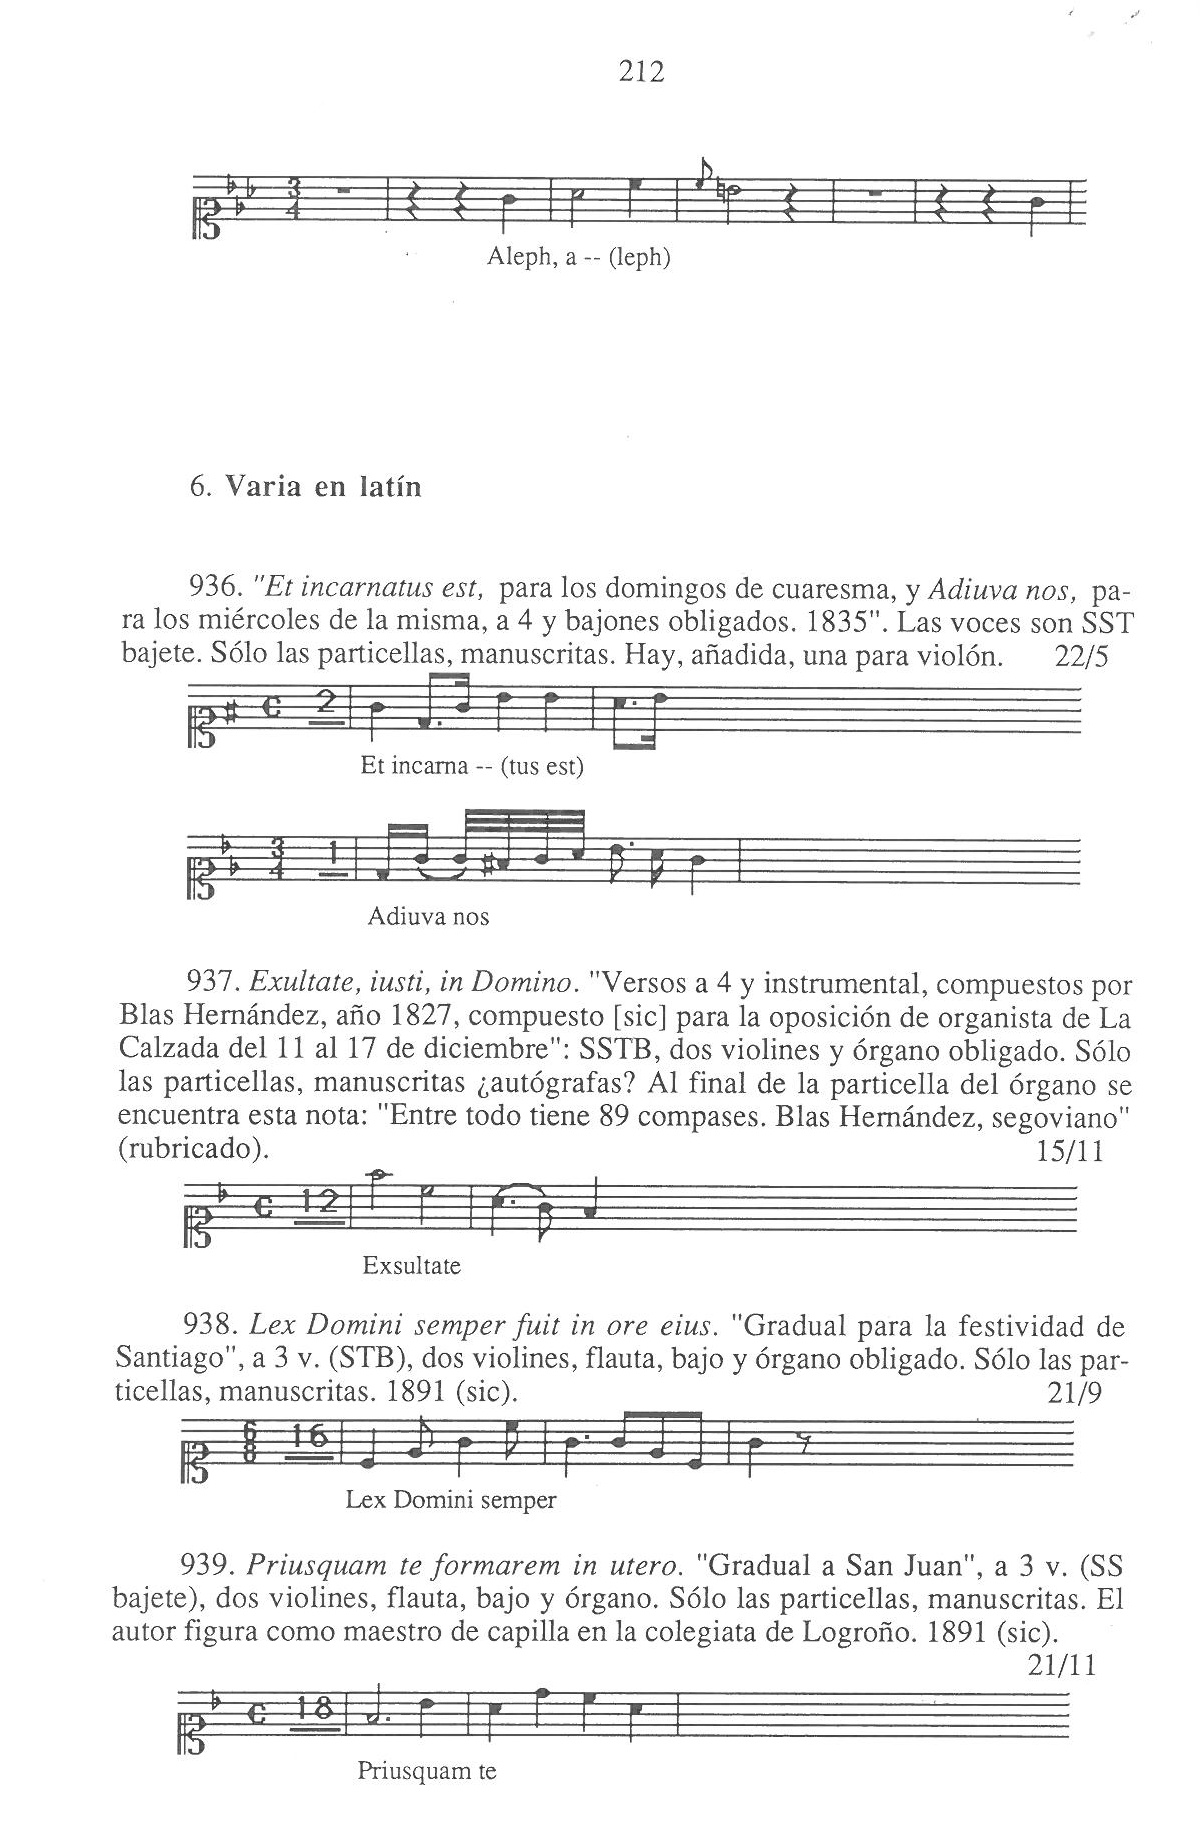 212
3
4
Aleph, a -- (leph)
6. Varia en latín
936. "Et incarnatus est, para los domingos de cuaresma, y Adiuva nos, pa-
ra los miércoles de la misma, a 4 y bajones obligados. 1835". Las voces son SST
bajete. Sólo las particellas, manuscritas. Hay, añadida, una para violón. 22/5
C 2
Et incarna -- (tus est)
3
4
1
Adiuva nos
937. Exultate, iusti, in Domino. "Versos a 4 y instrumental, compuestos por
Blas Hernández, año 1827, compuesto [sic] para la oposición de organista de La
Calzada del 11 al 17 de diciembre": SSTB, dos violines y órgano obligado. Sólo
las particellas, manuscritas ¿autógrafas? Al final de la particella del órgano se
encuentra esta nota: "Entre todo tiene 89 compases. Blas Hernández, segoviano"
(rubricado). 15/11
C 12
Exsultate
938. Lex Domini semper fuit in ore eius. "Gradual para la festividad de
Santiago", a 3 v. (STB), dos violines, flauta, bajo y órgano obligado. Sólo las par-
ticellas, manuscritas. 1891 (sic). 21/9
6
8
16
Lex Domini semper
939. Priusquam te formarem in utero. "Gradual a San Juan", a 3 v. (SS
bajete), dos violines, flauta, bajo y órgano. Sólo las particellas, manuscritas. El
autor figura como maestro de capilla en la colegiata de Logroño. 1891 (sic).
21/11
C 18
Priusquam te